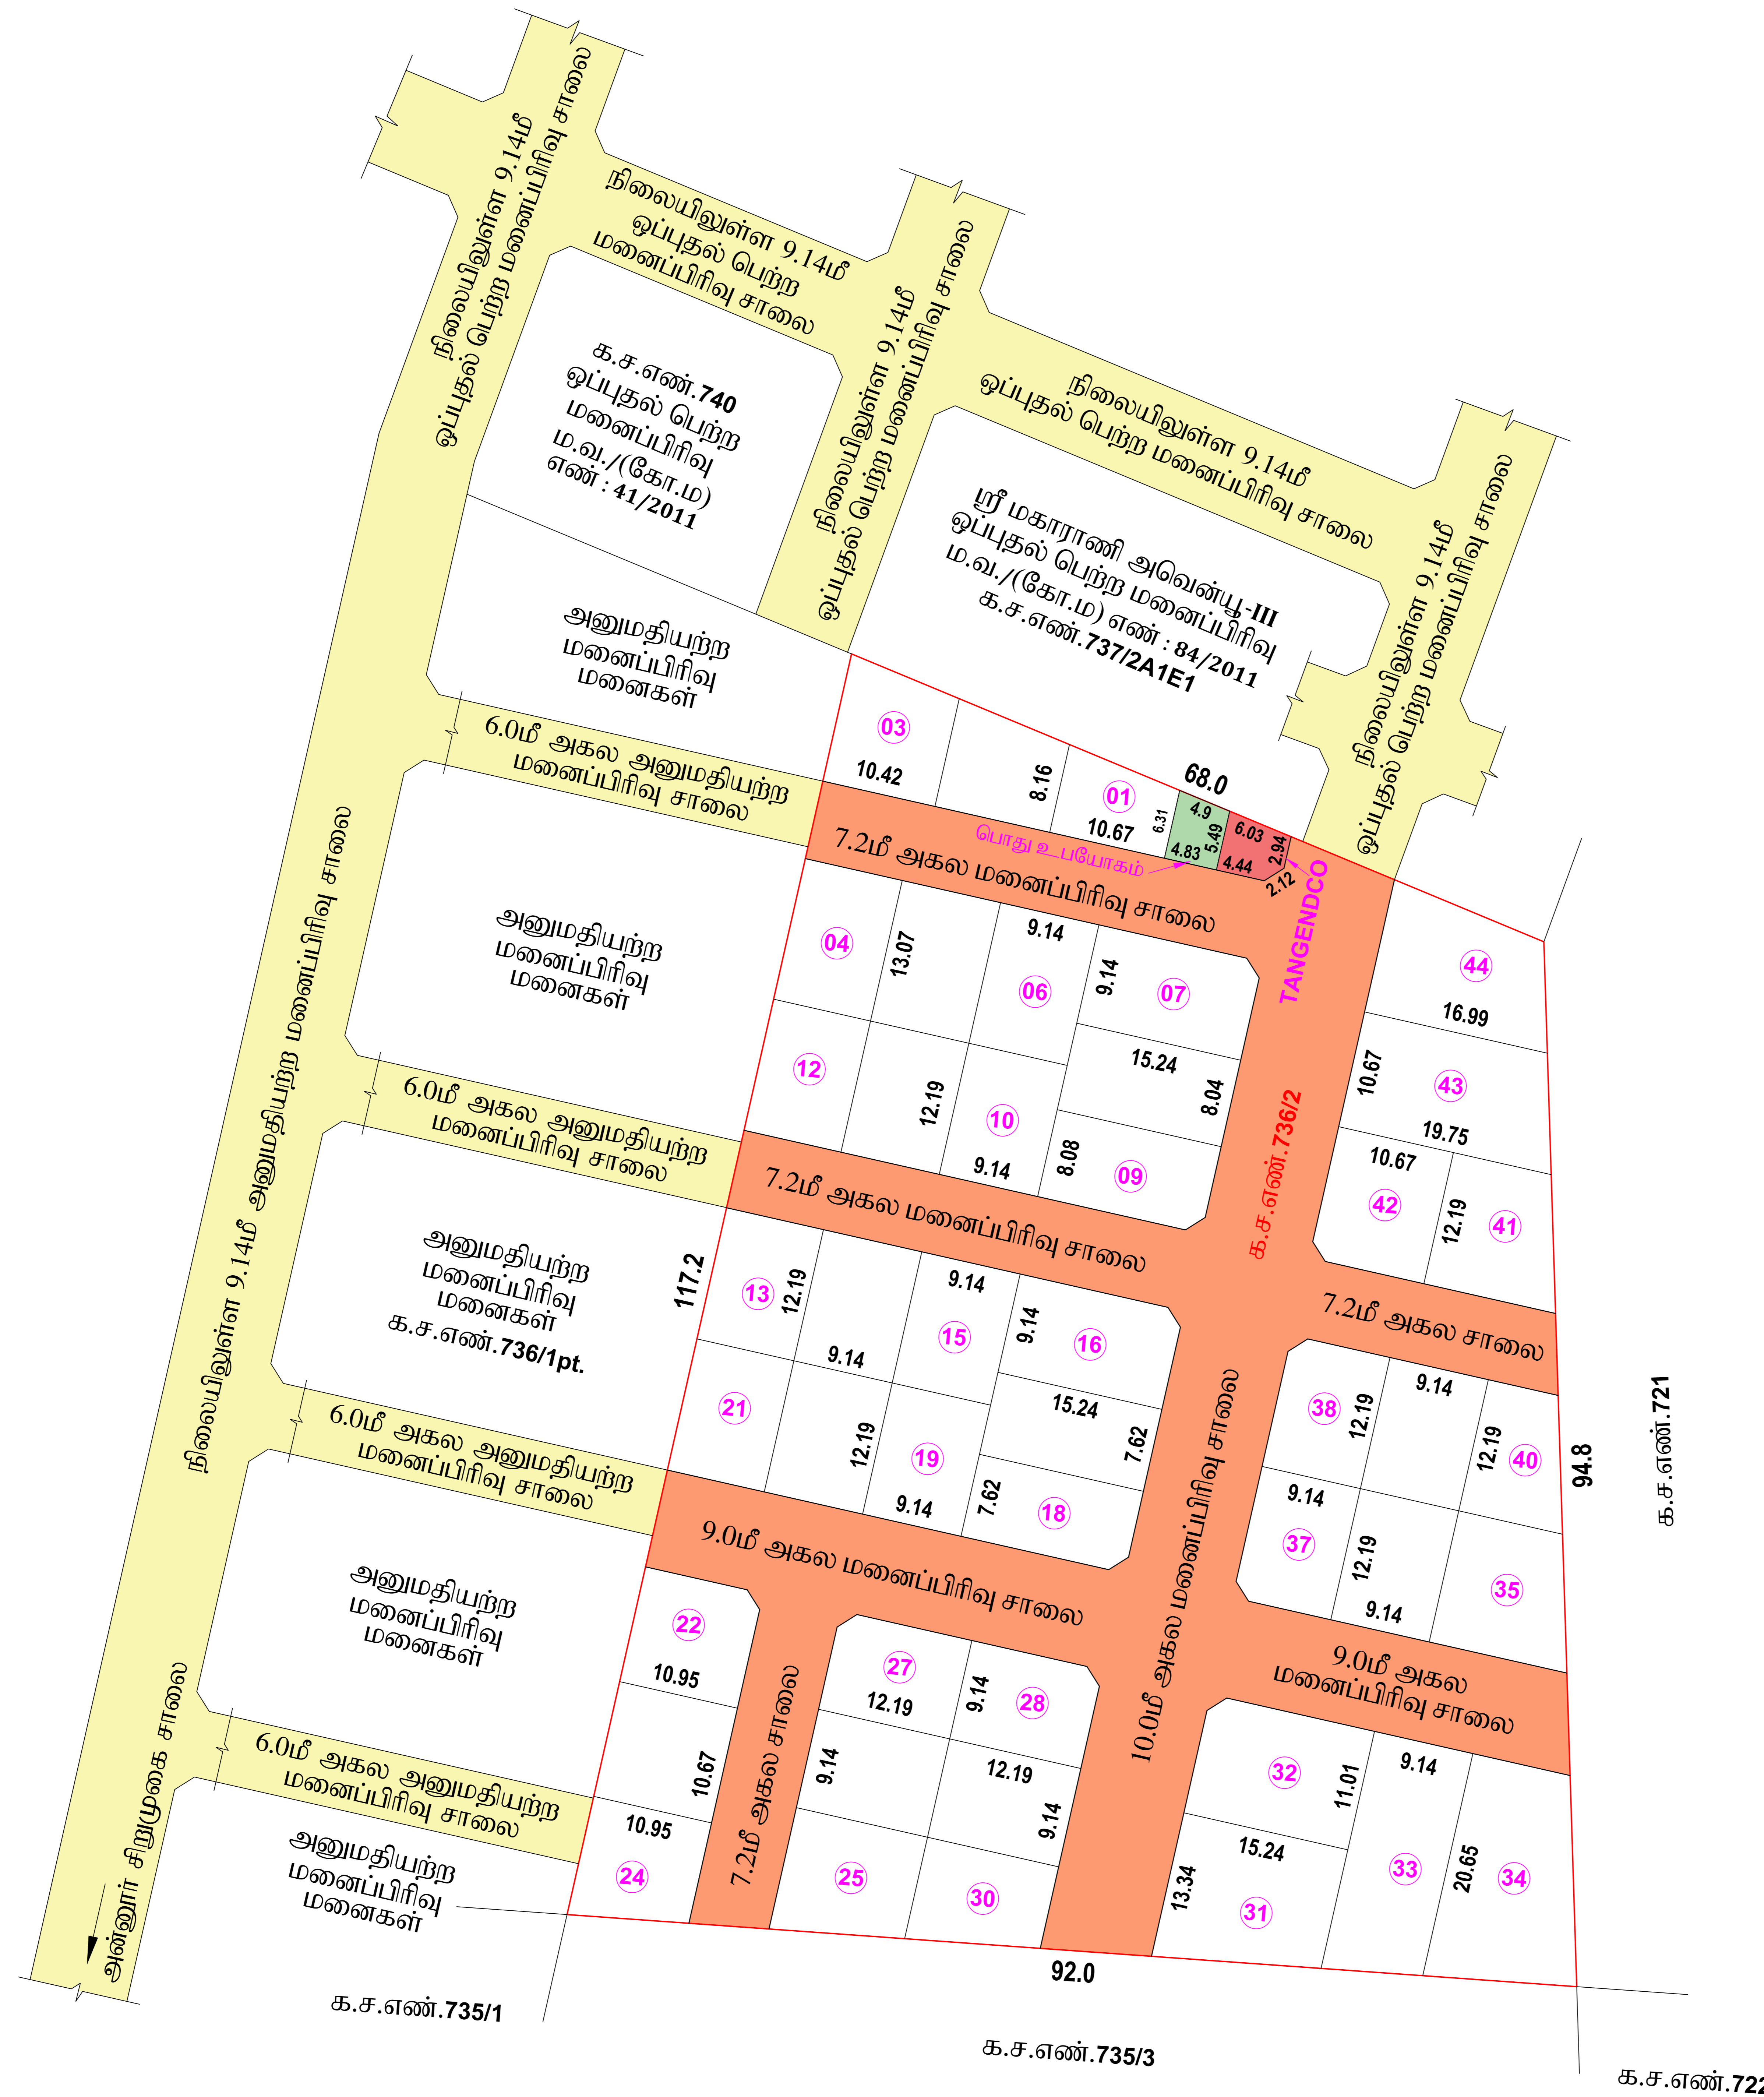 நிலையிலுள்ள 9.14மீ
ஒப்புதல் பெற்ற மனைப்பிரிவு சாலை
நிலையிலுள்ள 9.14மீ
ஒப்புதல் பெற்ற
மனைப்பிரிவு சாலை
நிலையிலுள்ள 9.14மீ
ஒப்புதல் பெற்ற மனைப்பிரிவு சாலை
நிலையிலுள்ள 9.14மீ
ஒப்புதல் பெற்ற மனைப்பிரிவு சாலை
நிலையிலுள்ள 9.14மீ
ஒப்புதல் பெற்ற மனைப்பிரிவு சாலை
க.ச.எண்.740
ஒப்புதல் பெற்ற
மனைப்பிரிவு
ம.வ./(கோ.ம)
எண் : 41/2011
ஸ்ரீ மகாராணி அவென்யூ-III
ஒப்புதல் பெற்ற மனைப்பிரிவு
ம.வ./(கோ.ம) எண் : 84/2011
க.ச.எண்.737/2A1E1
அனுமதியற்ற
மனைப்பிரிவு
மனைகள்
6.0மீ அகல அனுமதியற்ற
மனைப்பிரிவு சாலை
03
10.42
8.16
01
10.67
6.31
68.0
4.9
5.49
4.83
6.03
2.94
4.44
2.12
பொது உபயோகம்
TANGENDCO
7.2மீ அகல மனைப்பிரிவு சாலை
நிலையிலுள்ள 9.14மீ அனுமதியற்ற மனைப்பிரிவு சாலை
அனுமதியற்ற
மனைப்பிரிவு
மனைகள்
04
13.07
9.14
06
9.14
07
15.24
8.04
12
12.19
10
9.14
8.08
09
44
16.99
10.67
43
19.75
10.67
42
12.19
41
க.ச.எண்.736/2
6.0மீ அகல அனுமதியற்ற
மனைப்பிரிவு சாலை
7.2மீ அகல மனைப்பிரிவு சாலை
7.2மீ அகல சாலை
அனுமதியற்ற
மனைப்பிரிவு
மனைகள்
க.ச.எண்.736/1pt.
117.2
13
12.19
9.14
15
9.14
16
9.14
15.24
7.62
21
12.19
19
9.14
7.62
18
38
12.19
9.14
12.19
40
9.14
37
12.19
9.14
35
94.8
க.ச.எண்.721
10.0மீ அகல மனைப்பிரிவு சாலை
6.0மீ அகல அனுமதியற்ற
மனைப்பிரிவு சாலை
9.0மீ அகல மனைப்பிரிவு சாலை
9.0மீ அகல
மனைப்பிரிவு சாலை
அனுமதியற்ற
மனைப்பிரிவு
மனைகள்
22
10.95
10.67
10.95
24
7.2மீ அகல சாலை
27
12.19
9.14
28
9.14
12.19
9.14
25
30
32
11.01
9.14
15.24
13.34
31
33
20.65
34
6.0மீ அகல அனுமதியற்ற
மனைப்பிரிவு சாலை
அனுமதியற்ற
மனைப்பிரிவு
மனைகள்
அன்னூர் சிறுமுகை சாலை
92.0
க.ச.எண்.735/1
க.ச.எண்.735/3
க.ச.எண்.722